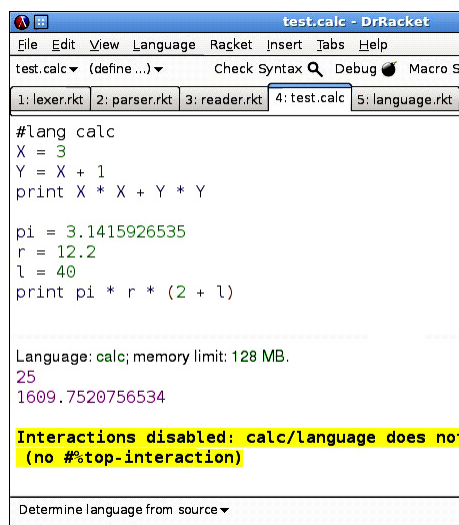 test.calc - DrRacket
File Edit View Language Racket Insert Tabs Help
test.calc (define ...) Check Syntax Debug Macro S
1: lexer.rkt 2: parser.rkt 3: reader.rkt 4: test.calc 5: language.rkt
#lang calc
X = 3
Y = X + 1
print X * X + Y * Y
pi = 3.1415926535
r = 12.2
l = 40
print pi * r * (2 + l)
Language: calc; memory limit: 128 MB.
25
1609.7520756534
Interactions disabled: calc/language does not
(no #%top-interaction)
Determine language from source